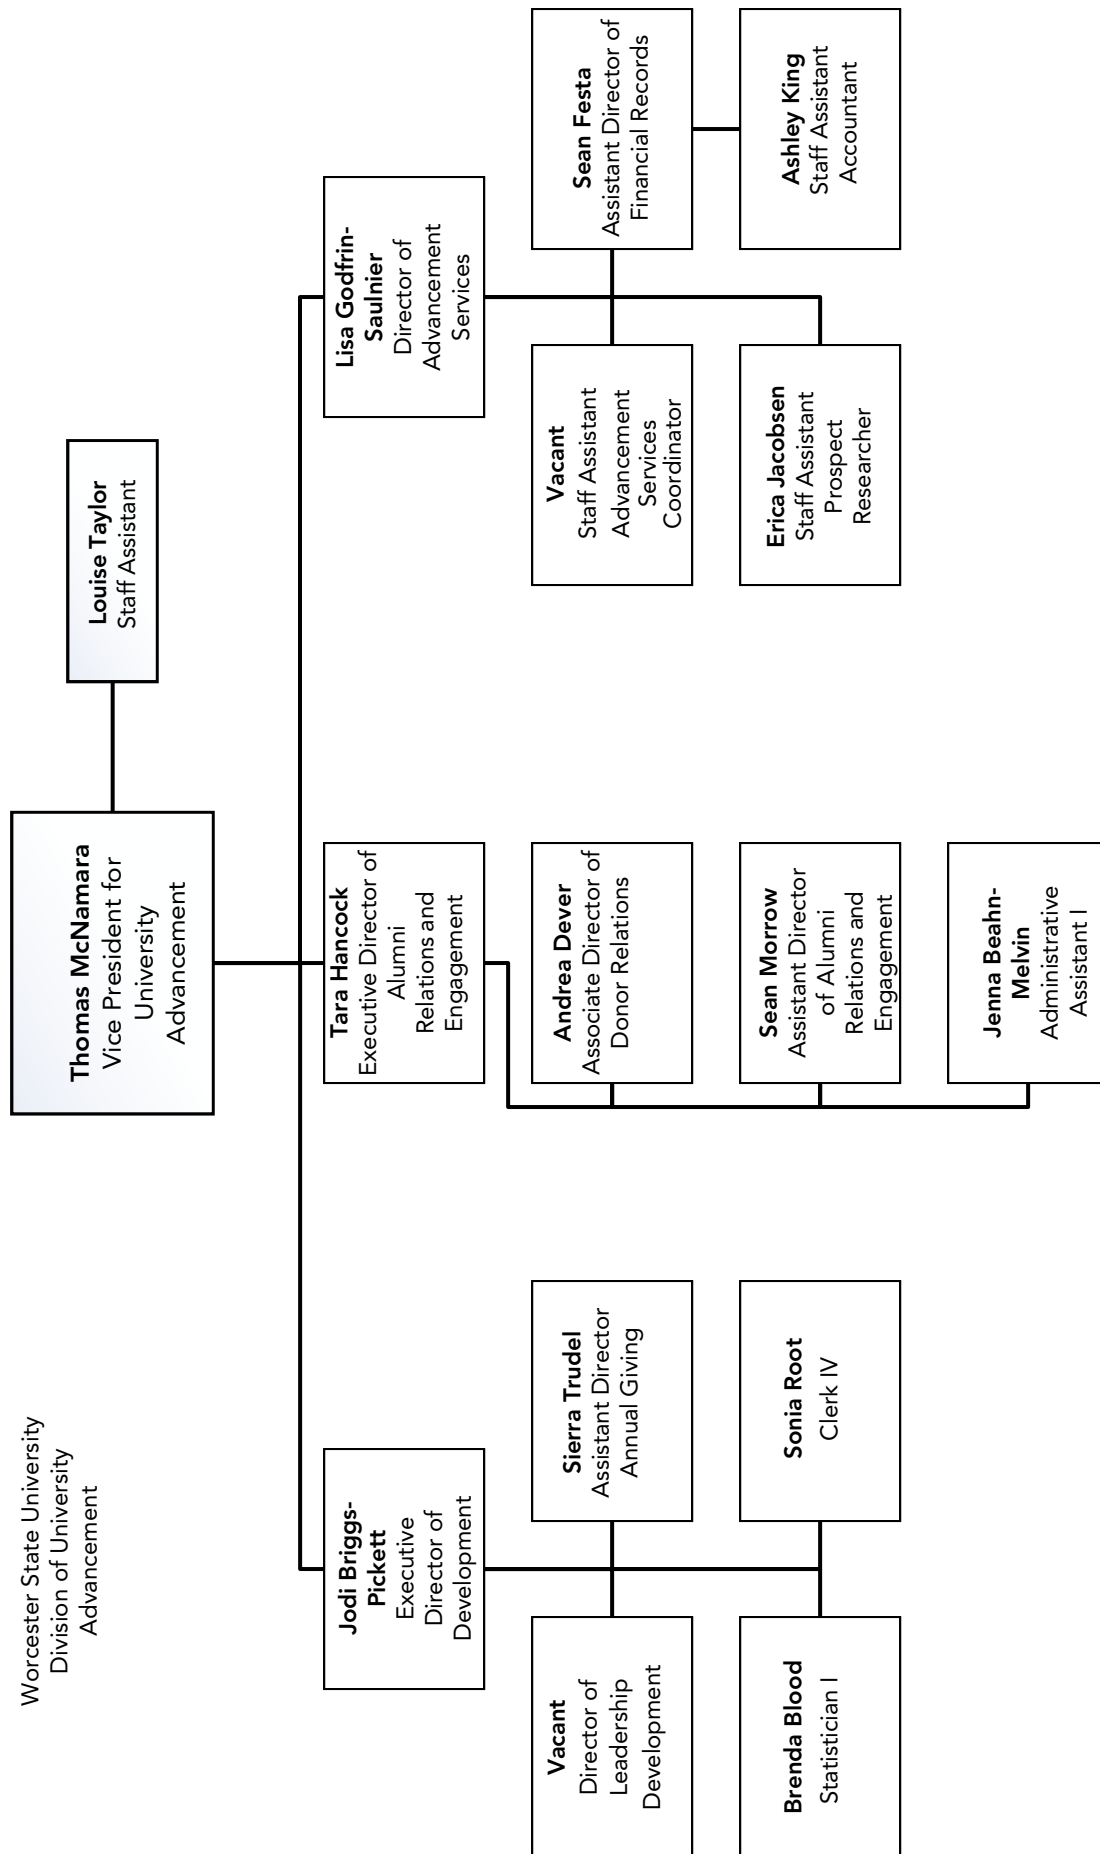 Worcester State University
Division of University
Advancement
Thomas McNamara
Vice President for
University
Advancement
Louise Taylor
Staff Assistant
Jodi Briggs-
Pickett
Executive
Director of
Development
Tara Hancock
Executive Director of
Alumni
Relations and
Engagement
Lisa Godfrin-
Saulnier
Director of
Advancement
Services
Vacant
Director of
Leadership
Development
Sierra Trudel
Assistant Director
Annual Giving
Andrea Dever
Associate Director of
Donor Relations
Vacant
Staff Assistant
Advancement
Services
Coordinator
Sean Festa
Assistant Director of
Financial Records
Brenda Blood
Statistician I
Sonia Root
Clerk IV
Sean Morrow
Assistant Director
of Alumni
Relations and
Engagement
Erica Jacobsen
Staff Assistant
Prospect
Researcher
Ashley King
Staff Assistant
Accountant
Jenna Beahn-
Melvin
Administrative
Assistant I